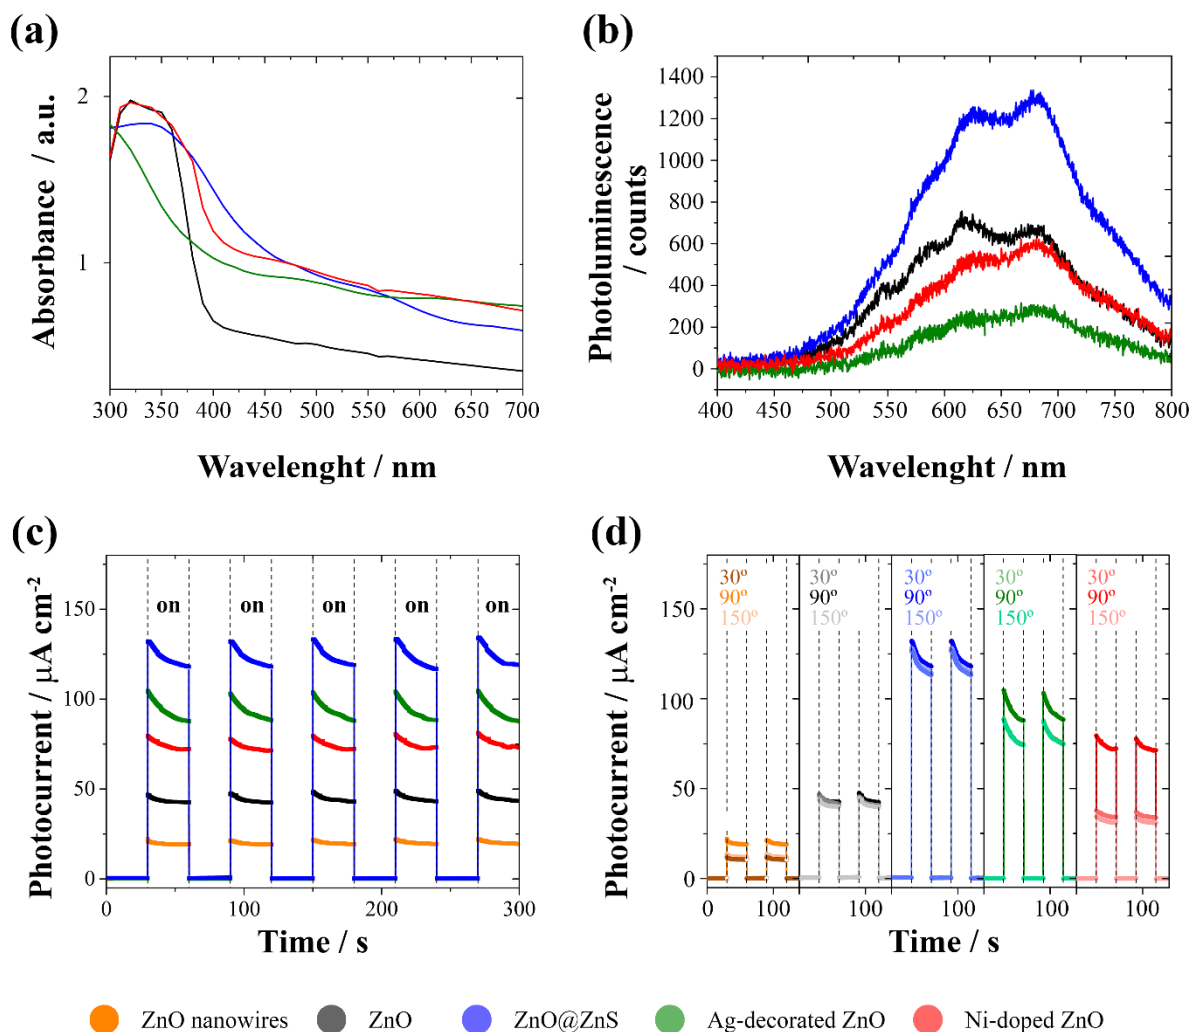 (a)
Absorbance / a.u.
2
1
300 350 400 450 500 550 600 650 700
Wavelenght / nm
(b)
Photoluminescence
/ counts
1400
1200
1000
800
600
400
200
0
400 450 500 550 600 650 700 750 800
Wavelenght / nm
(c)
Photocurrent / μA cm-2
150
100
50
0
on on on on on
0 100 200 300
Time / s
(d)
Photocurrent / μA cm-2
150
100
50
0
30º 30º 30º 30º 30º
90º 90º 90º 90º 90º
150º 150º 150º 150º 150º
0 100 100 100 100 100
Time / s
ZnO nanowires ZnO ZnO@ZnS Ag-decorated ZnO Ni-doped ZnO